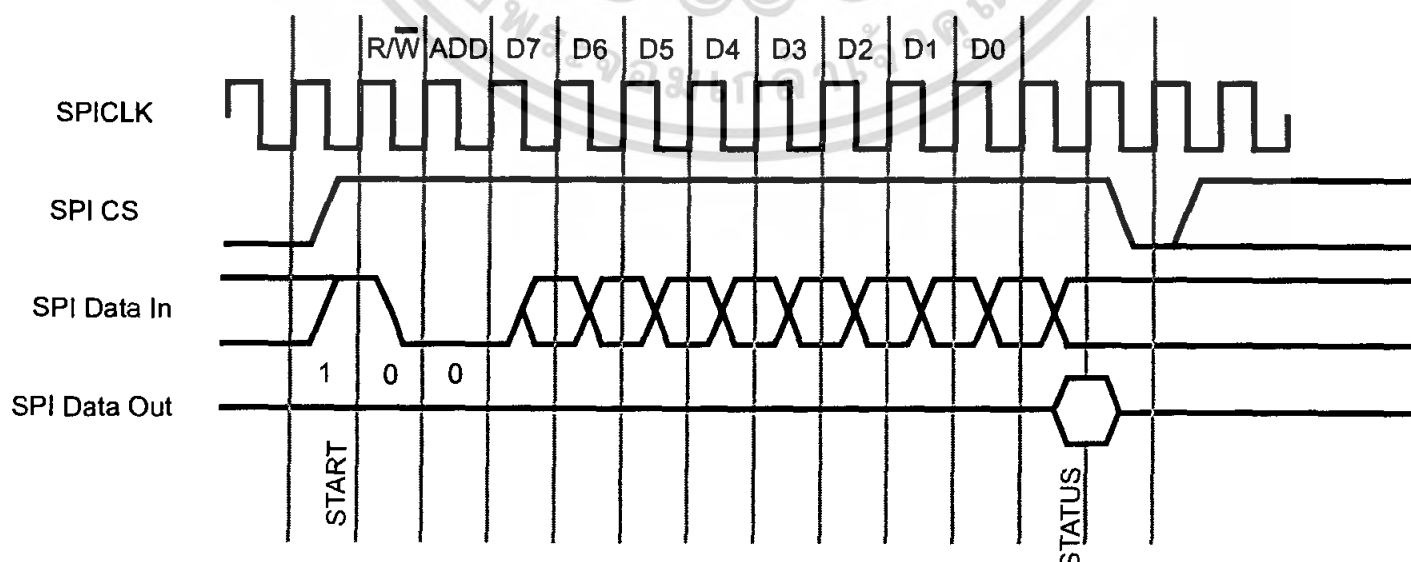 R/W̅ ADD D7 D6 D5 D4 D3 D2 D1 D0
SPICLK
SPI CS
SPI Data In
1 0 0
SPI Data Out
START
STATUS